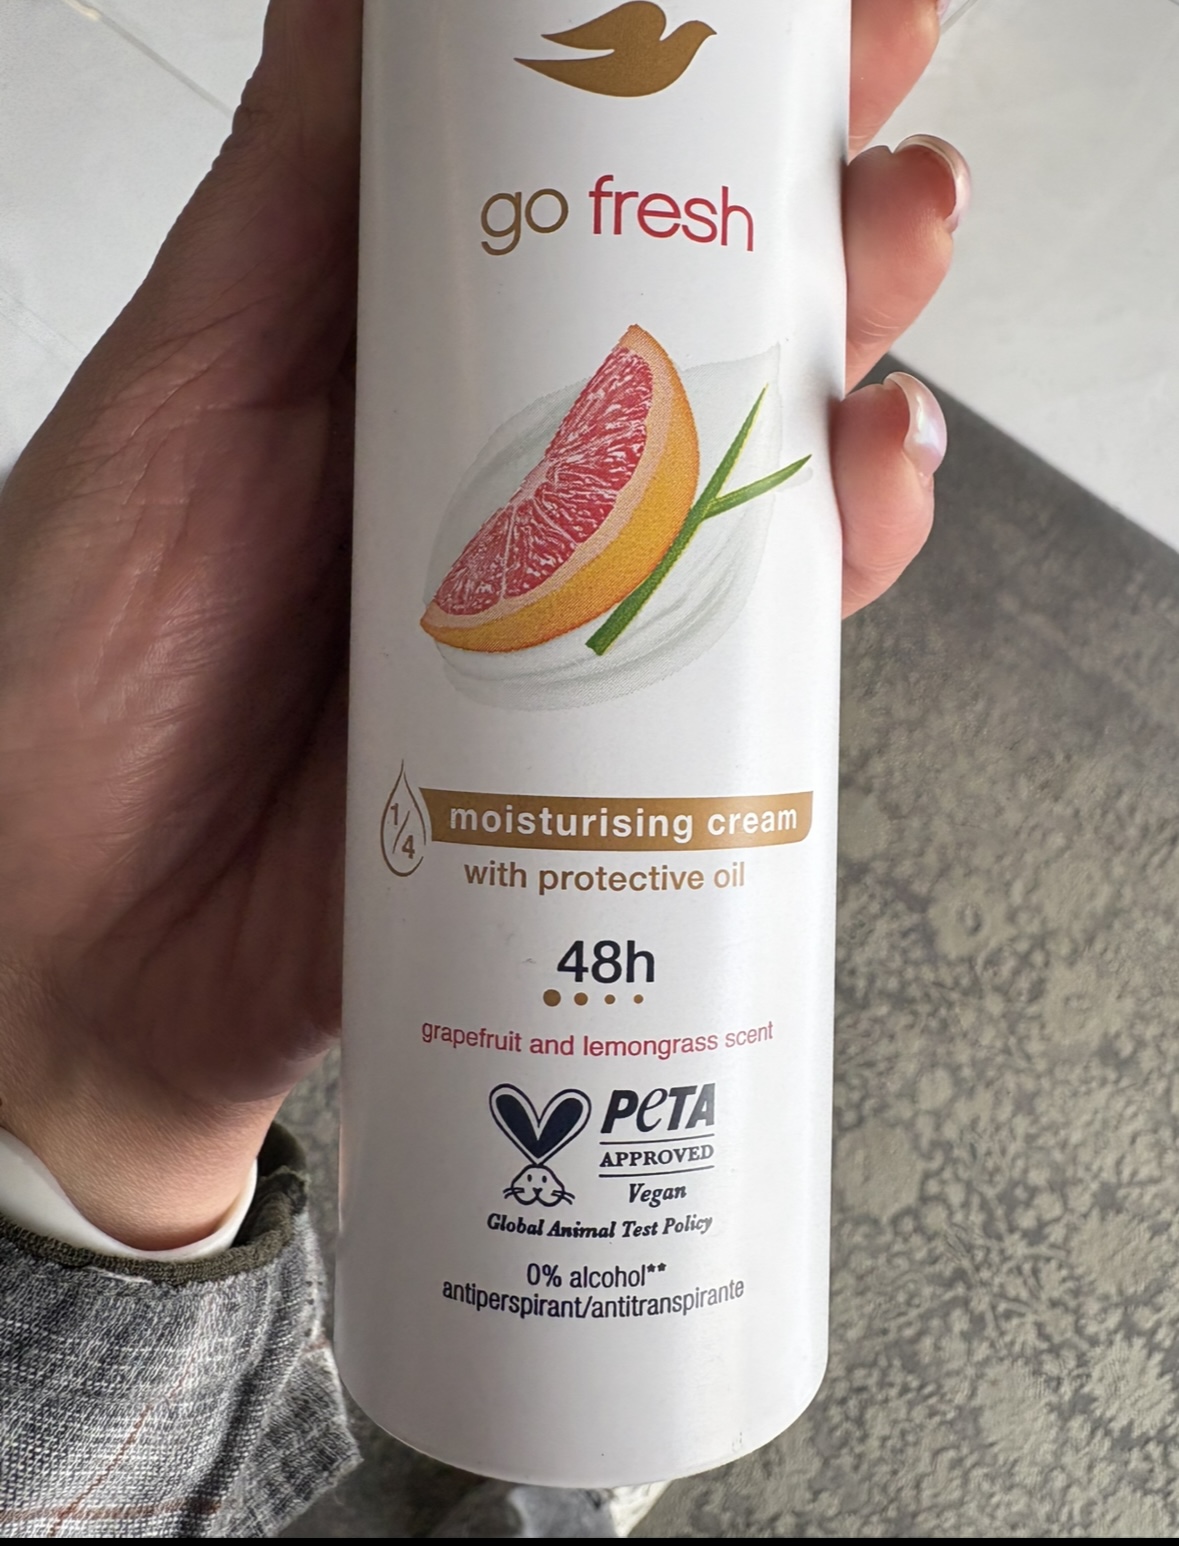 go fresh
1/4
moisturising cream
with protective oil
48h
grapefruit and lemongrass scent
PeTA
APPROVED
Vegan
Global Animal Test Policy
0% alcohol**
antiperspirant/antitranspirante